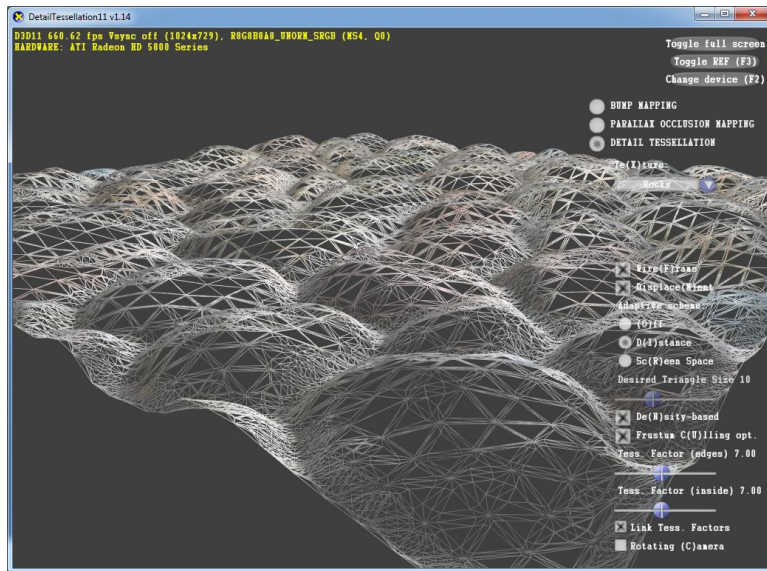 DetailTessellation11 v1.14
D3D11 660.62 fps Vsync off (1024x729), R8G8B8A8_UNORM_SRGB (MS4, Q0)
HARDWARE: ATI Radeon HD 5800 Series
Toggle full screen
Toggle REF (F3)
Change device (F2)
BUMP MAPPING
PARALLAX OCCLUSION MAPPING
DETAIL TESSELLATION
Te(X)ture:
Rocks
Wire(F)rame
Displace(M)ent
Adaptive scheme:
(O)ff
D(I)stance
Sc(R)een Space
Desired Triangle Size 10
De(N)sity-based
Frustum C(U)lling opt.
Tess. Factor (edges) 7.00
Tess. Factor (inside) 7.00
Link Tess. Factors
Rotating (C)amera